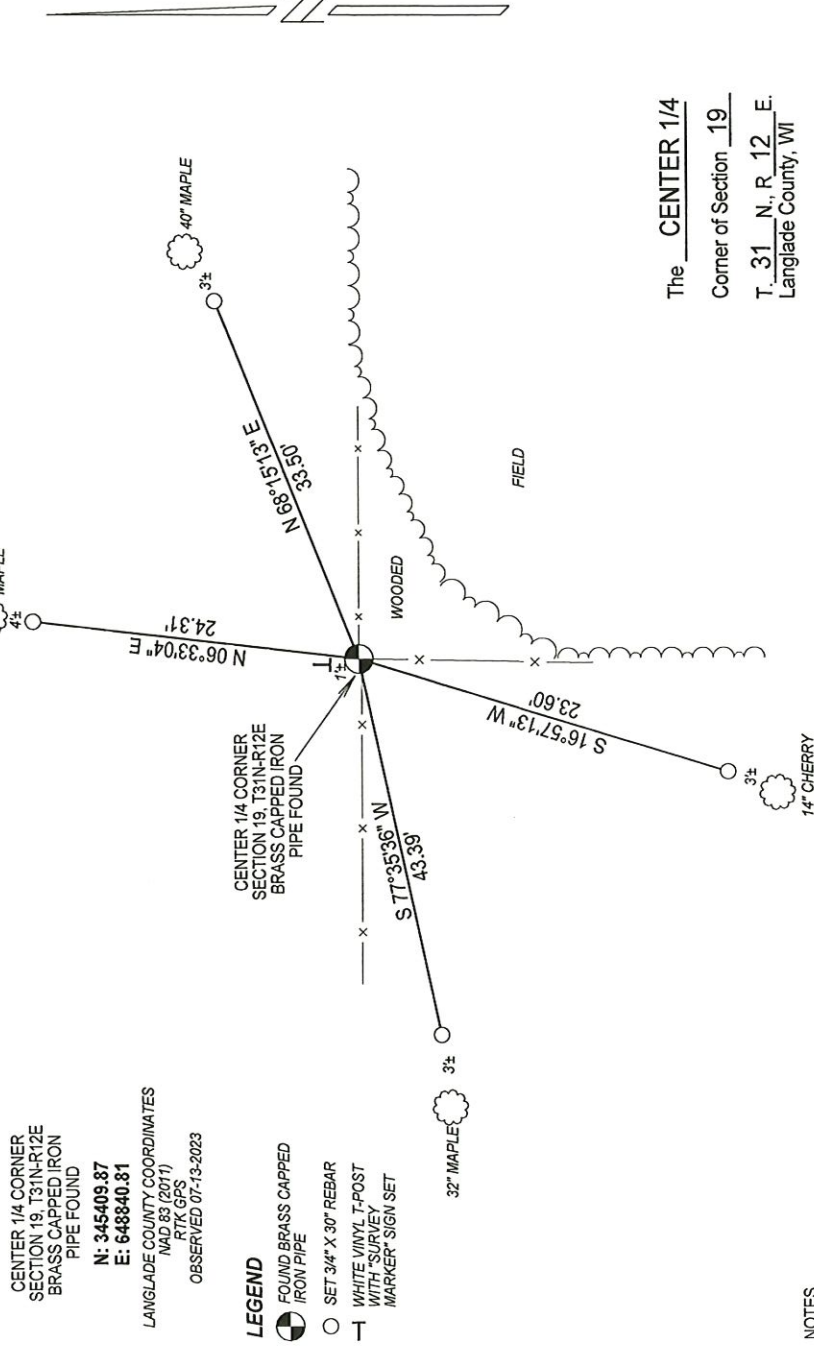 CENTER 1/4 CORNER
SECTION 19, T31N-R12E
BRASS CAPPED IRON
PIPE FOUND
N: 345409.87
E: 648840.81
LANGLADE COUNTY COORDINATES
NAD 83 (2011)
RTK GPS
OBSERVED 07-13-2023
LEGEND
FOUND BRASS CAPPED
IRON PIPE
SET 3/4" X 30" REBAR
T WHITE VINYL T-POST
WITH "SURVEY
MARKER" SIGN SET
MAPLE
4'±
N 06°33'04" E
24.31'
40" MAPLE
3'±
N 68°15'13" E
33.50'
CENTER 1/4 CORNER
SECTION 19, T31N-R12E
BRASS CAPPED IRON
PIPE FOUND
T
1'±
WOODED
FIELD
S 77°35'36" W
43.39'
3'±
32" MAPLE
S 16°57'13" W
23.60'
3'±
14" CHERRY
The CENTER 1/4
Corner of Section 19
T. 31 N., R 12 E.
Langlade County, WI
NOTES